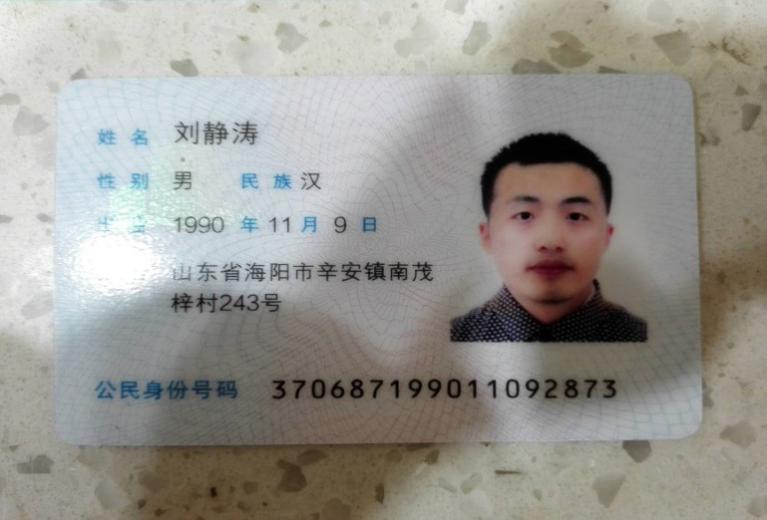 姓名 刘静涛
性别 男 民族 汉
1990 年 11 月 9 日
山东省海阳市辛安镇南茂
梓村243号
公民身份号码 370687199011092873